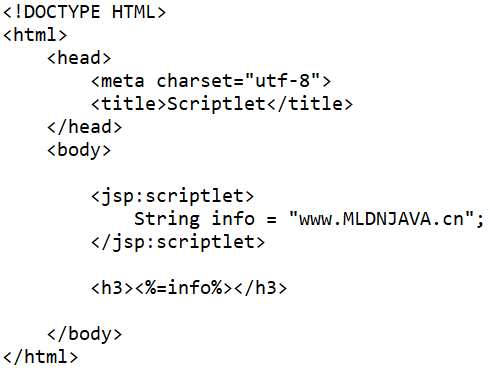 <!DOCTYPE HTML>
<html>
    <head>
        <meta charset="utf-8">
        <title>Scriptlet</title>
    </head>
    <body>

        <jsp:scriptlet>
            String info = "www.MLDNJAVA.cn";
        </jsp:scriptlet>

        <h3><%=info%></h3>

    </body>
</html>